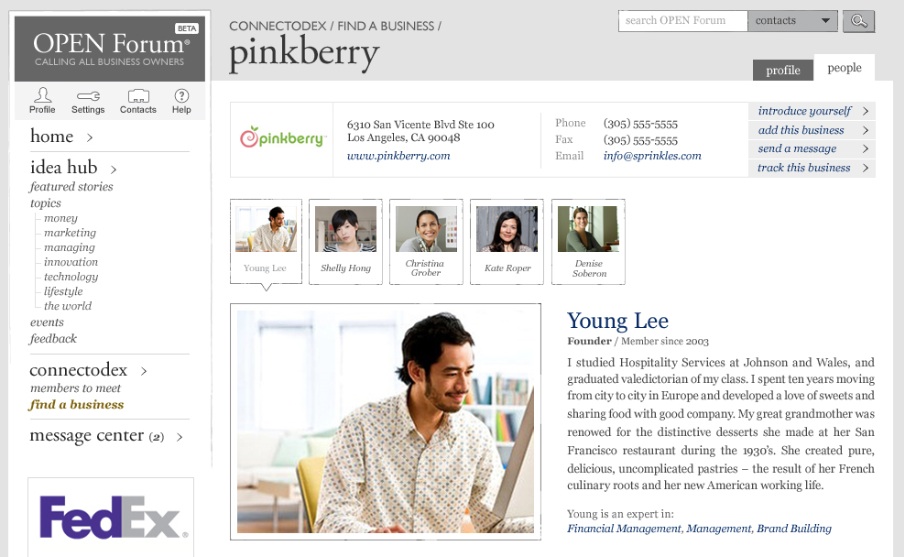 BETA
OPEN Forum®
CALLING ALL BUSINESS OWNERS
Profile Settings Contacts Help
home
idea hub
featured stories
topics
money
marketing
managing
innovation
technology
lifestyle
the world
events
feedback
connectodex
members to meet
find a business
message center (2)
FedEx®
CONNECTODEX / FIND A BUSINESS /
pinkberry
search OPEN Forum contacts
profile people
pinkberry™
6310 San Vicente Blvd Ste 100
Los Angeles, CA 90048
www.pinkberry.com
Phone (305) 555-5555
Fax (305) 555-5555
Email info@sprinkles.com
introduce yourself
add this business
send a message
track this business
Young Lee
Shelly Hong
Christina
Grober
Kate Roper
Denise
Soberon
Young Lee
Founder / Member since 2003
I studied Hospitality Services at Johnson and Wales, and
graduated valedictorian of my class. I spent ten years moving
from city to city in Europe and developed a love of sweets and
sharing food with good company. My great grandmother was
renowned for the distinctive desserts she made at her San
Francisco restaurant during the 1930's. She created pure,
delicious, uncomplicated pastries – the result of her French
culinary roots and her new American working life.
Young is an expert in:
Financial Management, Management, Brand Building